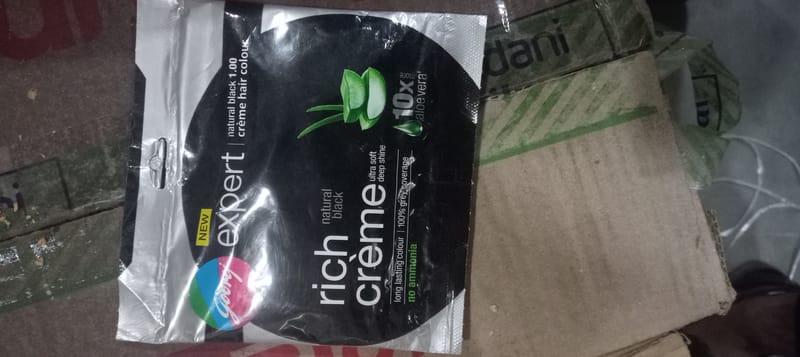 NEW
Godrej
expert
natural black 1.00
crème hair colour
natural
black
rich
crème
ultra soft
deep shine
long lasting colour | 100% grey coverage
no ammonia
10x
aloe vera
dani